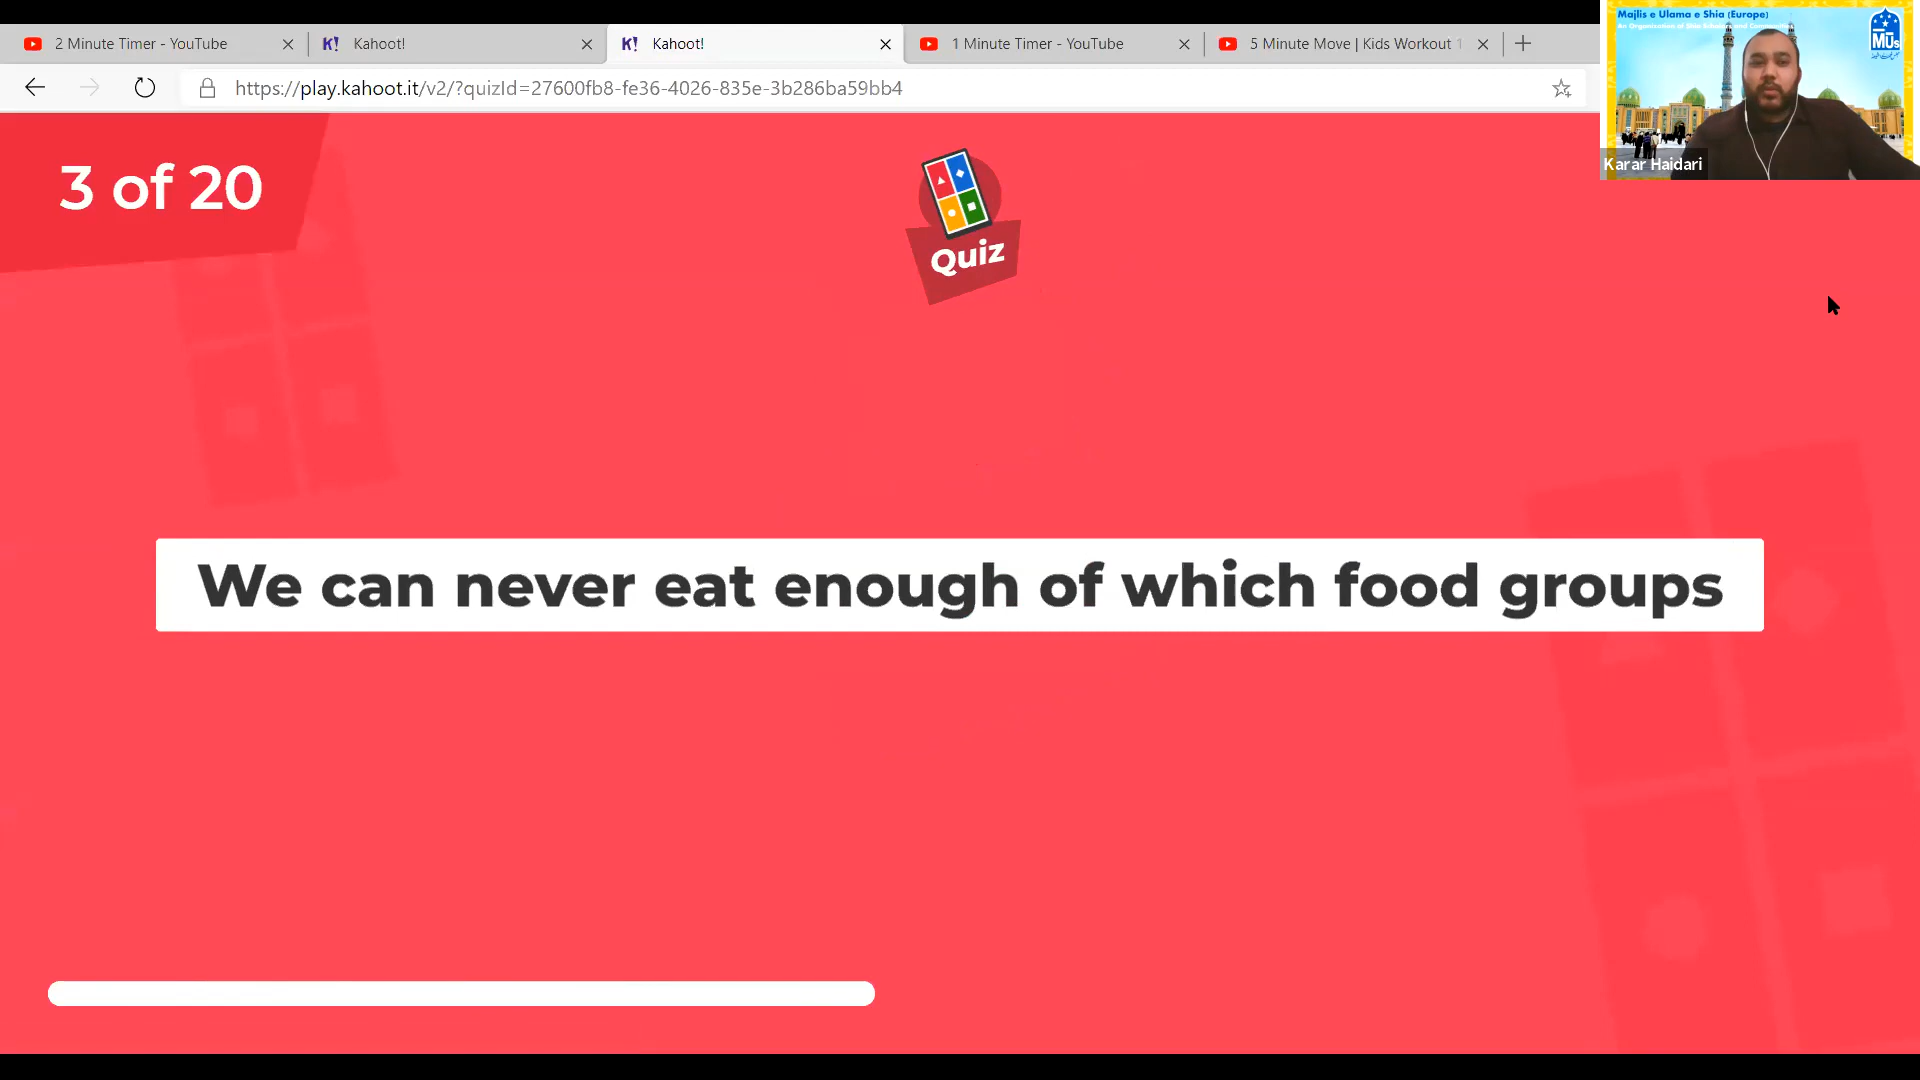 2 Minute Timer - YouTube
K! Kahoot!
K! Kahoot!
1 Minute Timer - YouTube
5 Minute Move | Kids Workout 1
https://play.kahoot.it/v2/?quizId=27600fb8-fe36-4026-835e-3b286ba59bb4
Majlis e Ulama e Shia (Europe)
MUS
Karar Haidari
3 of 20
Quiz
We can never eat enough of which food groups